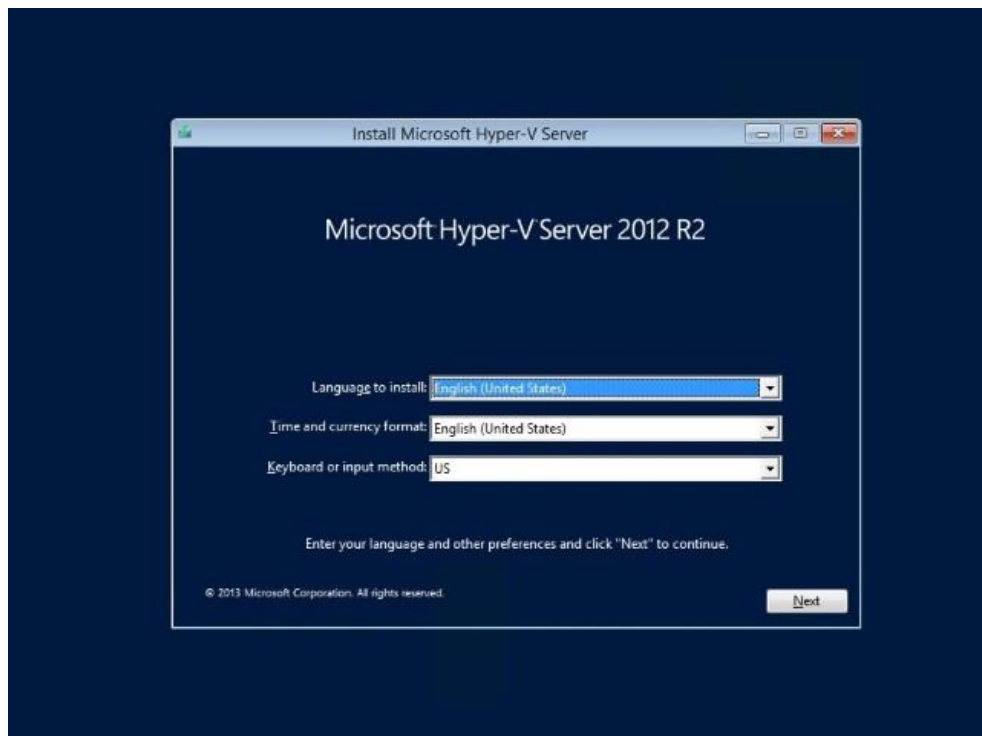 Install Microsoft Hyper-V Server
Microsoft Hyper-V Server 2012 R2
Language to install: English (United States)
Time and currency format: English (United States)
Keyboard or input method: US
Enter your language and other preferences and click "Next" to continue.
© 2013 Microsoft Corporation. All rights reserved.
Next